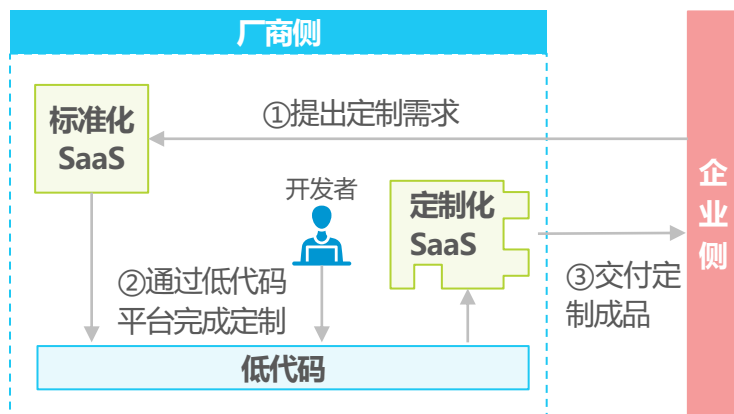 厂商侧
标准化
SaaS
①提出定制需求
开发者
定制化
SaaS
企业侧
②通过低代码
平台完成定制
③交付定
制成品
低代码